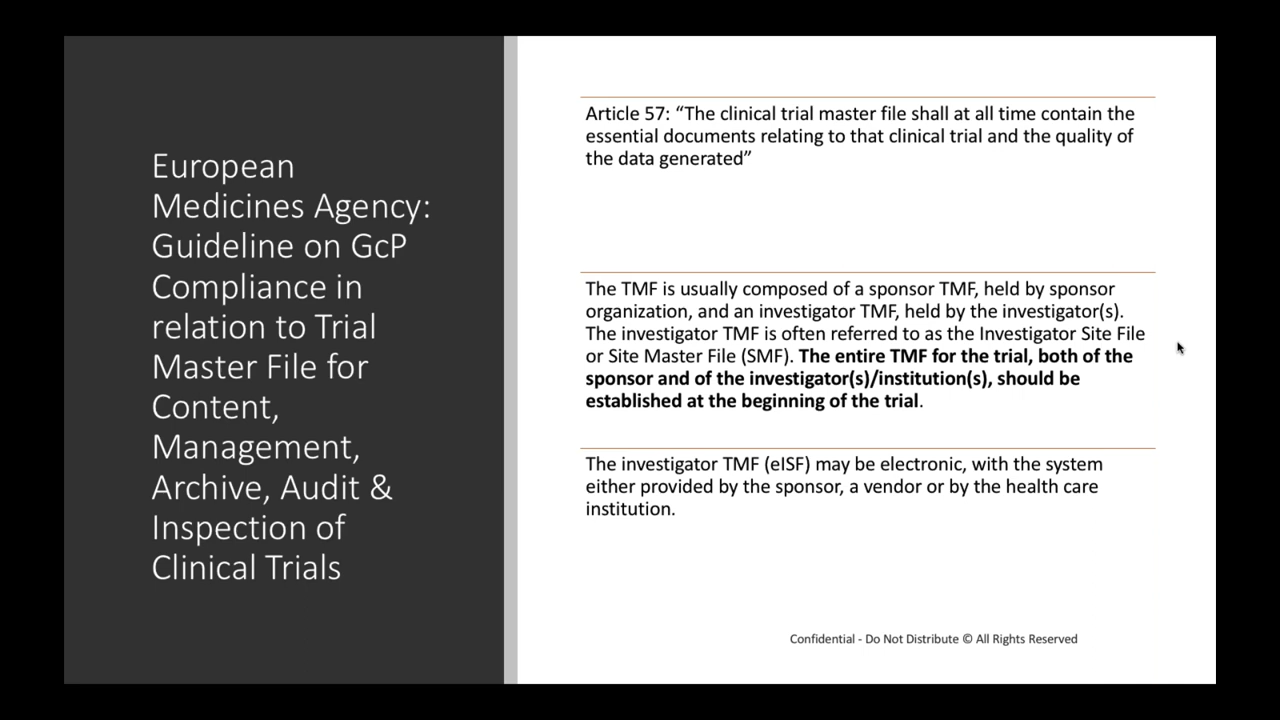 European
Medicines Agency:
Guideline on GcP
Compliance in
relation to Trial
Master File for
Content,
Management,
Archive, Audit &
Inspection of
Clinical Trials
Article 57: “The clinical trial master file shall at all time contain the
essential documents relating to that clinical trial and the quality of
the data generated”
The TMF is usually composed of a sponsor TMF, held by sponsor
organization, and an investigator TMF, held by the investigator(s).
The investigator TMF is often referred to as the Investigator Site File
or Site Master File (SMF). The entire TMF for the trial, both of the
sponsor and of the investigator(s)/institution(s), should be
established at the beginning of the trial.
The investigator TMF (eISF) may be electronic, with the system
either provided by the sponsor, a vendor or by the health care
institution.
Confidential - Do Not Distribute © All Rights Reserved